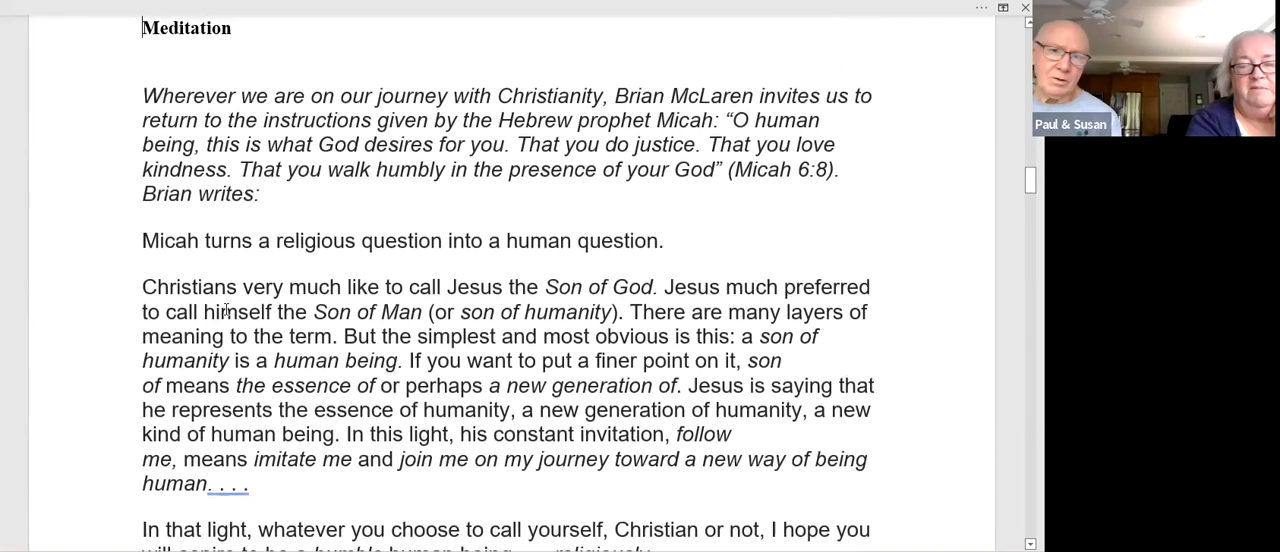 Meditation
Wherever we are on our journey with Christianity, Brian McLaren invites us to
return to the instructions given by the Hebrew prophet Micah: “O human
being, this is what God desires for you. That you do justice. That you love
kindness. That you walk humbly in the presence of your God” (Micah 6:8).
Brian writes:
Micah turns a religious question into a human question.
Christians very much like to call Jesus the Son of God. Jesus much preferred
to call himself the Son of Man (or son of humanity). There are many layers of
meaning to the term. But the simplest and most obvious is this: a son of
humanity is a human being. If you want to put a finer point on it, son
of means the essence of or perhaps a new generation of. Jesus is saying that
he represents the essence of humanity, a new generation of humanity, a new
kind of human being. In this light, his constant invitation, follow
me, means imitate me and join me on my journey toward a new way of being
human. . . .
In that light, whatever you choose to call yourself, Christian or not, I hope you
will aspire to be a humble human being religiously
Paul & Susan